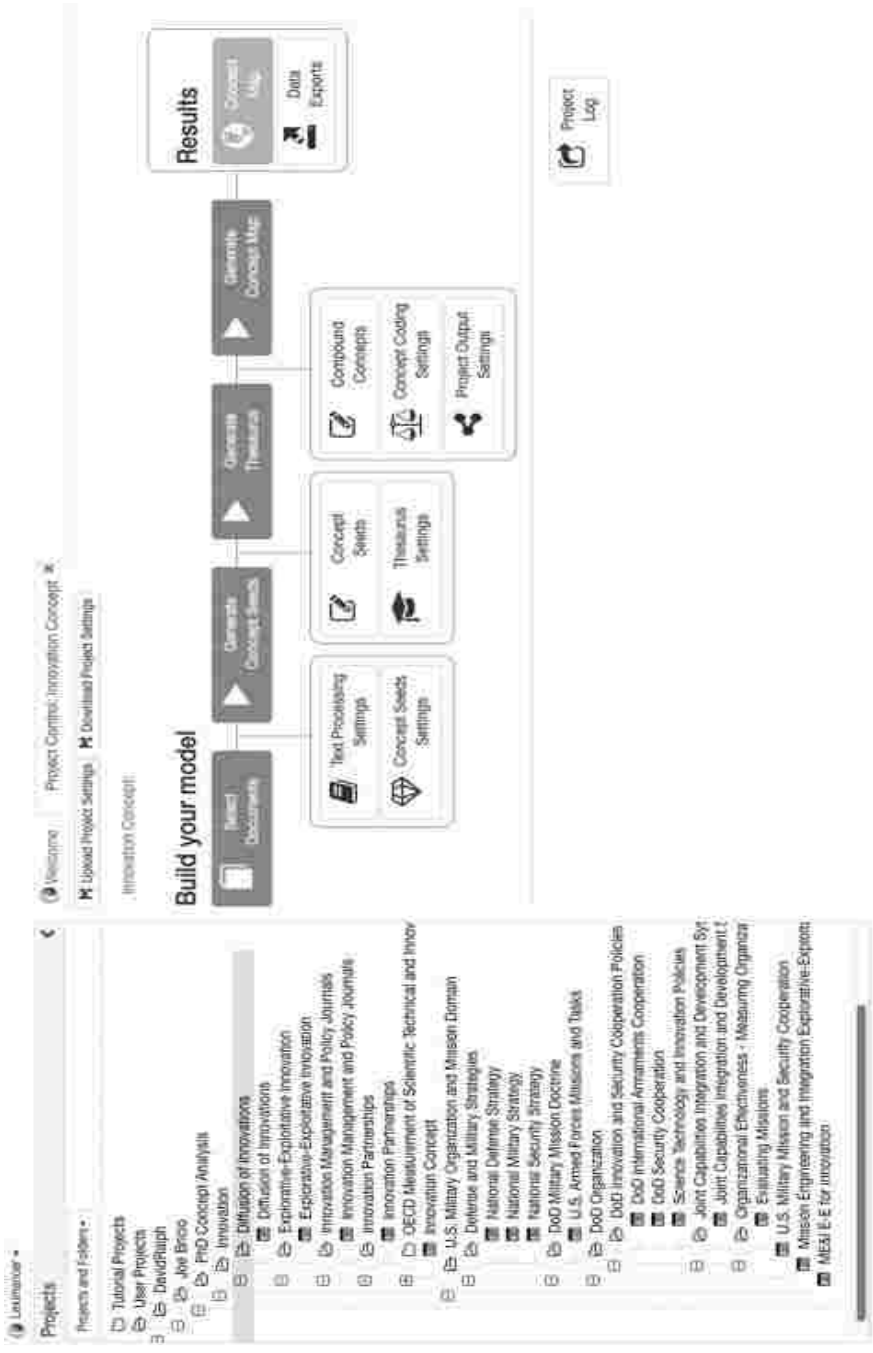 Leximancer
Projects
Projects and Folders
Tutorial Projects
User Projects
DavidRalph
Joe Bricio
PhD Concept Analysis
Innovation
Diffusion of Innovations
Diffusion of Innovations
Explorative-Exploitative Innovation
Explorative-Exploitative Innovation
Innovation Management and Policy Journals
Innovation Management and Policy Journals
Innovation Partnerships
Innovation Partnerships
OECD Measurement of Scientific Technical and Innov
Innovation Concept
U.S. Military Organization and Mission Domain
Defense and Military Strategies
National Defense Strategy
National Military Strategy
National Security Strategy
DoD Military Mission Doctrine
U.S. Armed Forces Missions and Tasks
DoD Organization
DoD Innovation and Security Cooperation Policies
DoD International Armaments Cooperation
DoD Security Cooperation
Science Technology and Innovation Policies
Joint Capabilities Integration and Development Syt
Joint Capabilities Integration and Development
Organizational Effectiveness - Measuring Organiza
Evaluating Missions
U.S. Military Mission and Security Cooperation
Mission Engineering and Integration Explorative-Exploita
ME&I E-E for innovation
Welcome
Project Control: Innovation Concept
Upload Project Settings
Download Project Settings
Innovation Concept:
Build your model
Select Documents
Generate Concept Seeds
Generate Thesaurus
Generate Concept Map
Text Processing Settings
Concept Seeds Settings
Concept Seeds
Thesaurus Settings
Compound Concepts
Concept Coding Settings
Project Output Settings
Results
Concept Map
Data Exports
Project Log